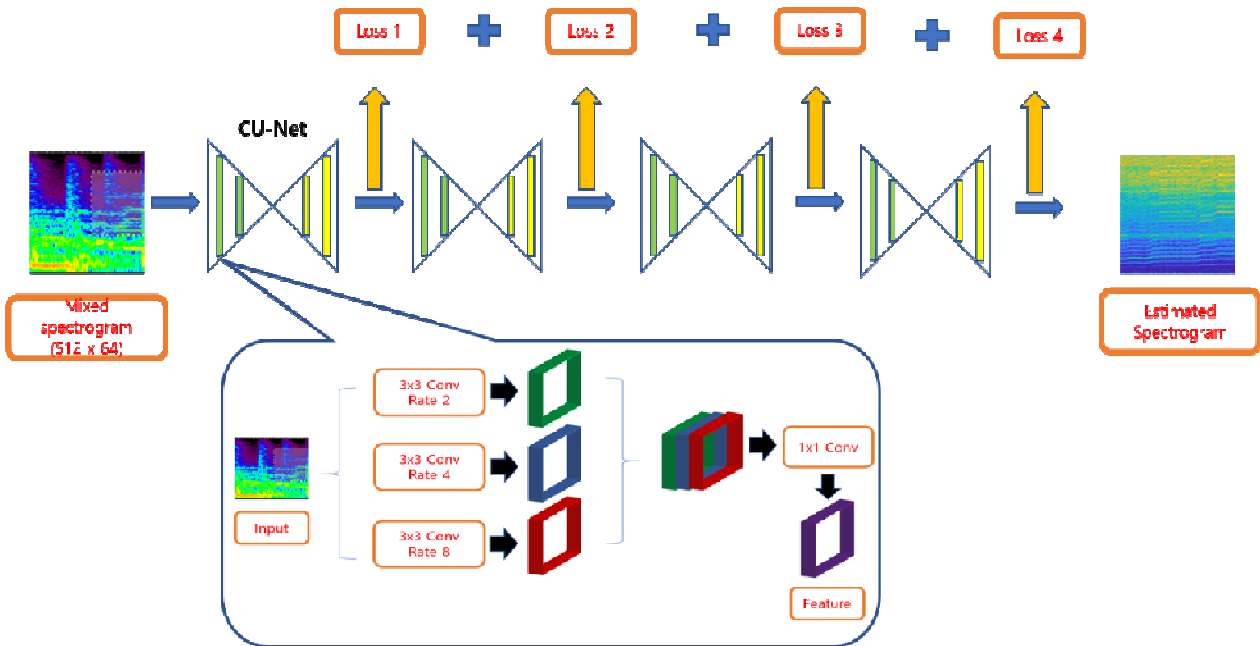 Loss 1
Loss 2
Loss 3
Loss 4
CU-Net
Mixed
spectrogram
(512 x 64)
Estimated
Spectrogram
3x3 Conv
Rate 2
3x3 Conv
Rate 4
3x3 Conv
Rate 8
1x1 Conv
Input
Feature